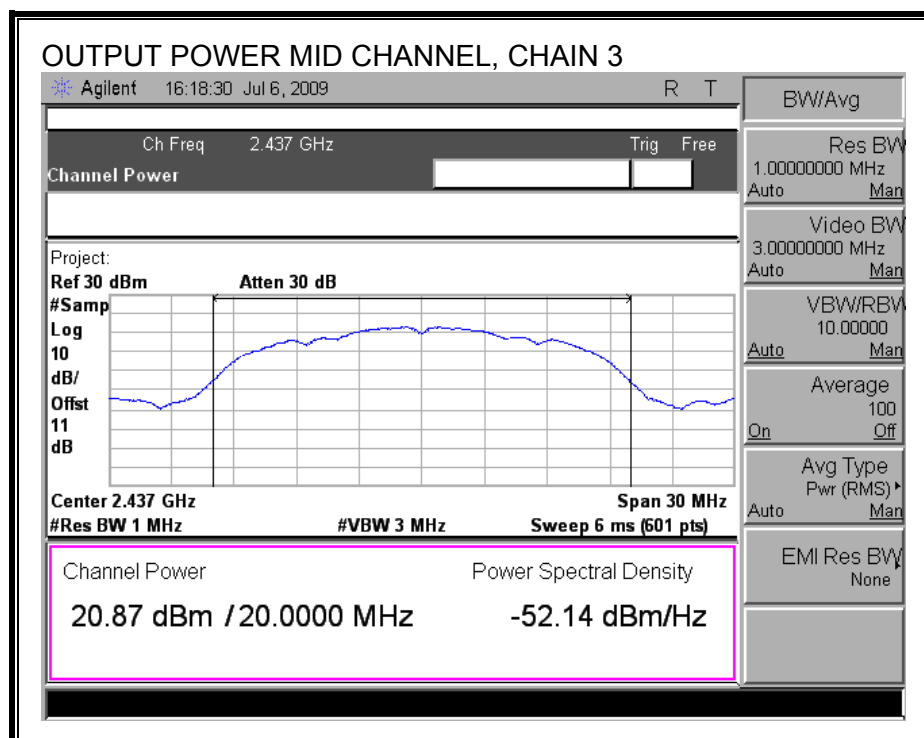 OUTPUT POWER MID CHANNEL, CHAIN 3
Agilent 16:18:30 Jul 6, 2009 R T
Ch Freq 2.437 GHz Trig Free
Channel Power
Project:
Ref 30 dBm Atten 30 dB
#Samp
Log
10
dB/
Offst
11
dB
Center 2.437 GHz Span 30 MHz
#Res BW 1 MHz #VBW 3 MHz Sweep 6 ms (601 pts)
Channel Power Power Spectral Density
20.87 dBm / 20.0000 MHz -52.14 dBm/Hz
BW/Avg
Res BW
1.00000000 MHz
Auto Man
Video BW
3.00000000 MHz
Auto Man
VBW/RBW
10.00000
Auto Man
Average
100
On Off
Avg Type
Pwr (RMS)
Auto Man
EMI Res BW
None